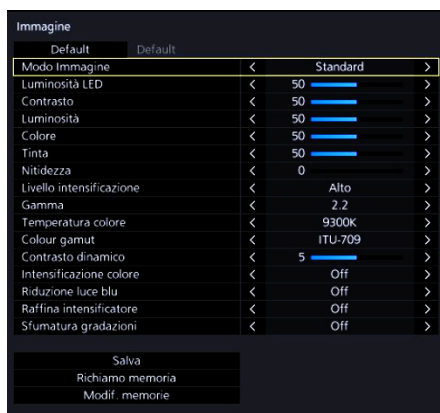 Immagine
Default Default
Modo Immagine < Standard >
Luminosità LED < 50 >
Contrasto < 50 >
Luminosità < 50 >
Colore < 50 >
Tinta < 50 >
Nitidezza < 0 >
Livello intensificazione < Alto >
Gamma < 2.2 >
Temperatura colore < 9300K >
Colour gamut < ITU-709 >
Contrasto dinamico < 5 >
Intensificazione colore < Off >
Riduzione luce blu < Off >
Raffina intensificatore < Off >
Sfumatura gradazioni < Off >
Salva
Richiamo memoria
Modif. memorie